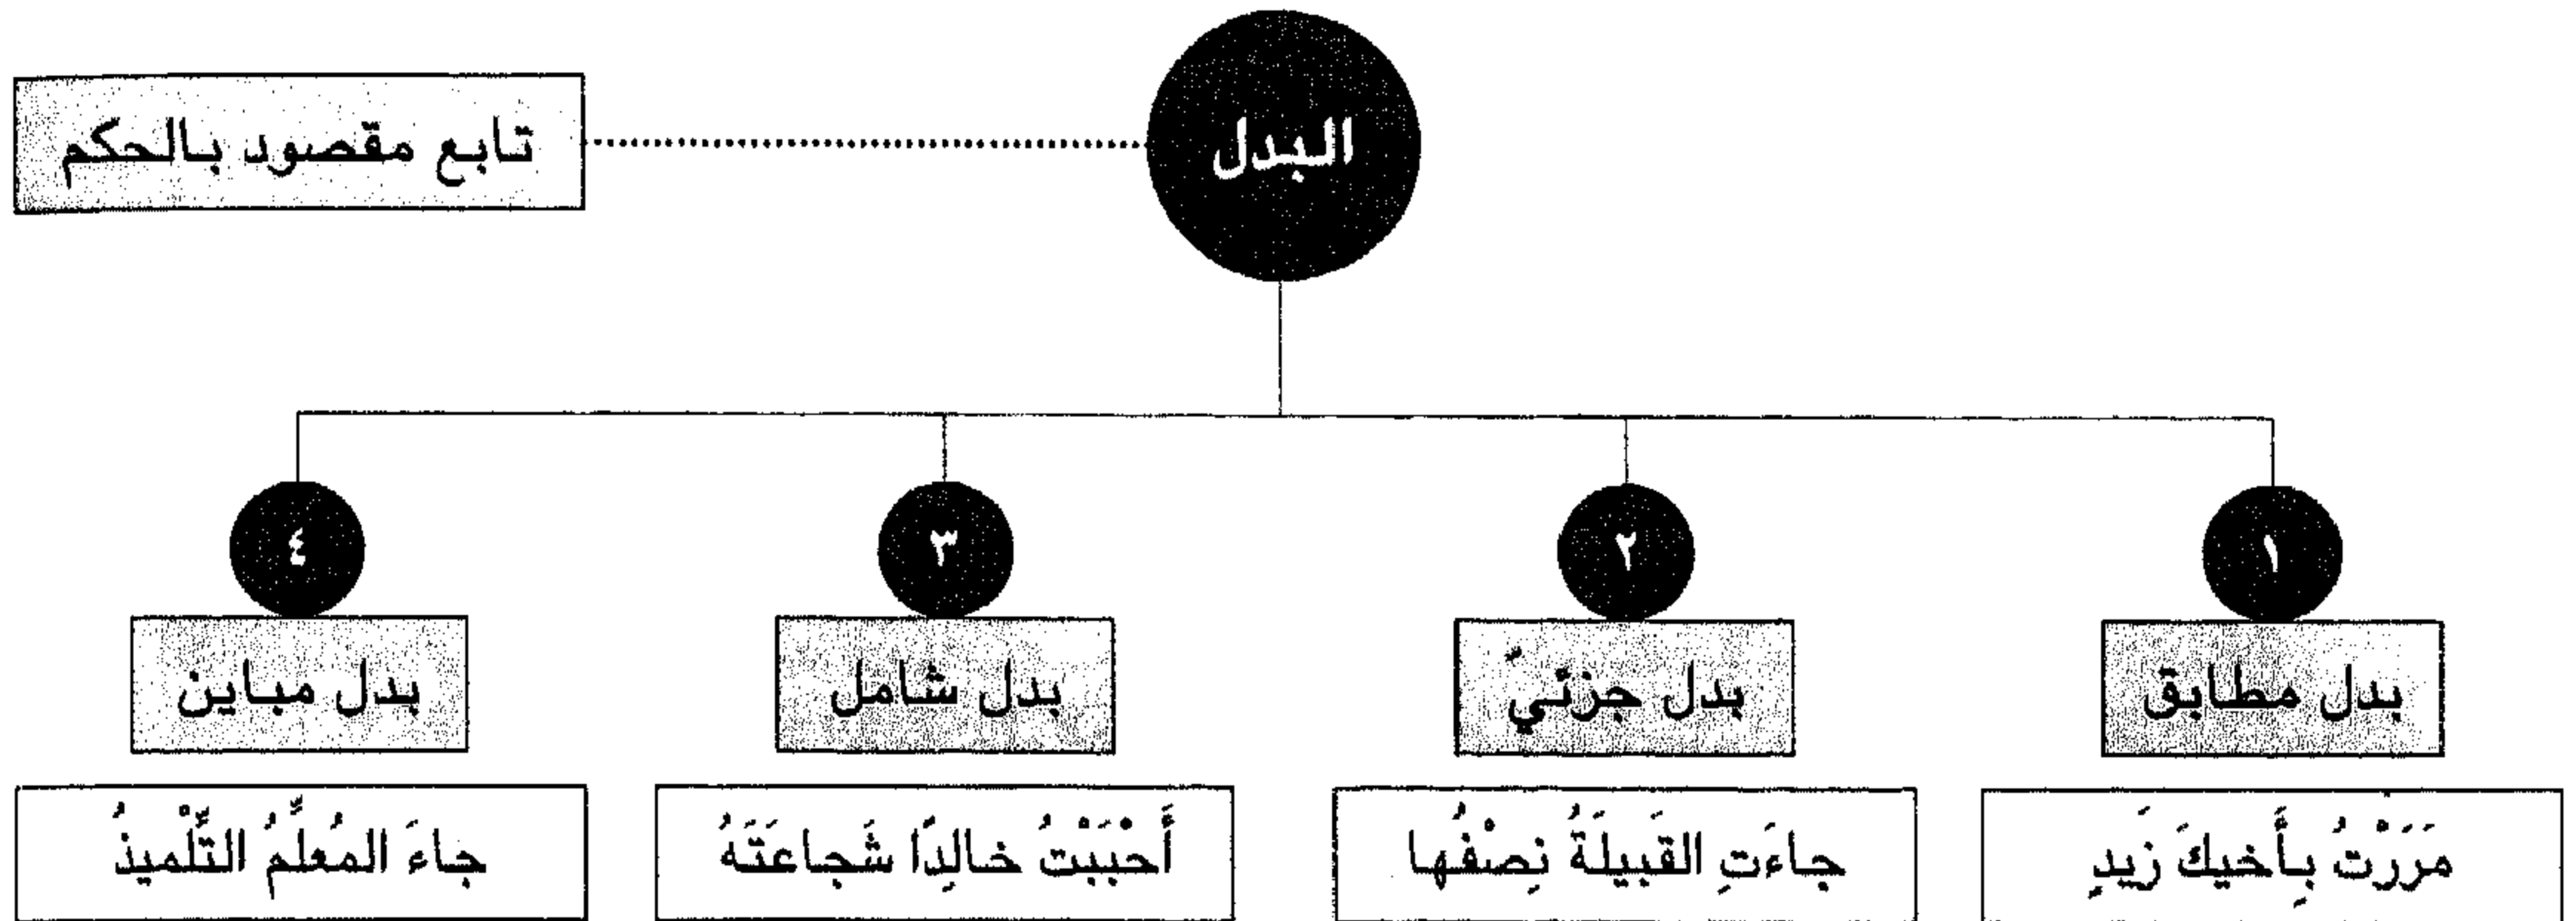 البدل
تابع مقصود بالحكم
١
بدل مطابق
مَرَرْتُ بِأَخيكَ زَيدٍ
٢
بدل جزئيّ
جاءَتِ القَبيلَةُ نِصْفُها
٣
بدل شامل
أَحْبَبْتُ خالِدًا شَجاعَتَهُ
٤
بدل مباين
جاءَ المُعلِّمُ التِّلْميذُ